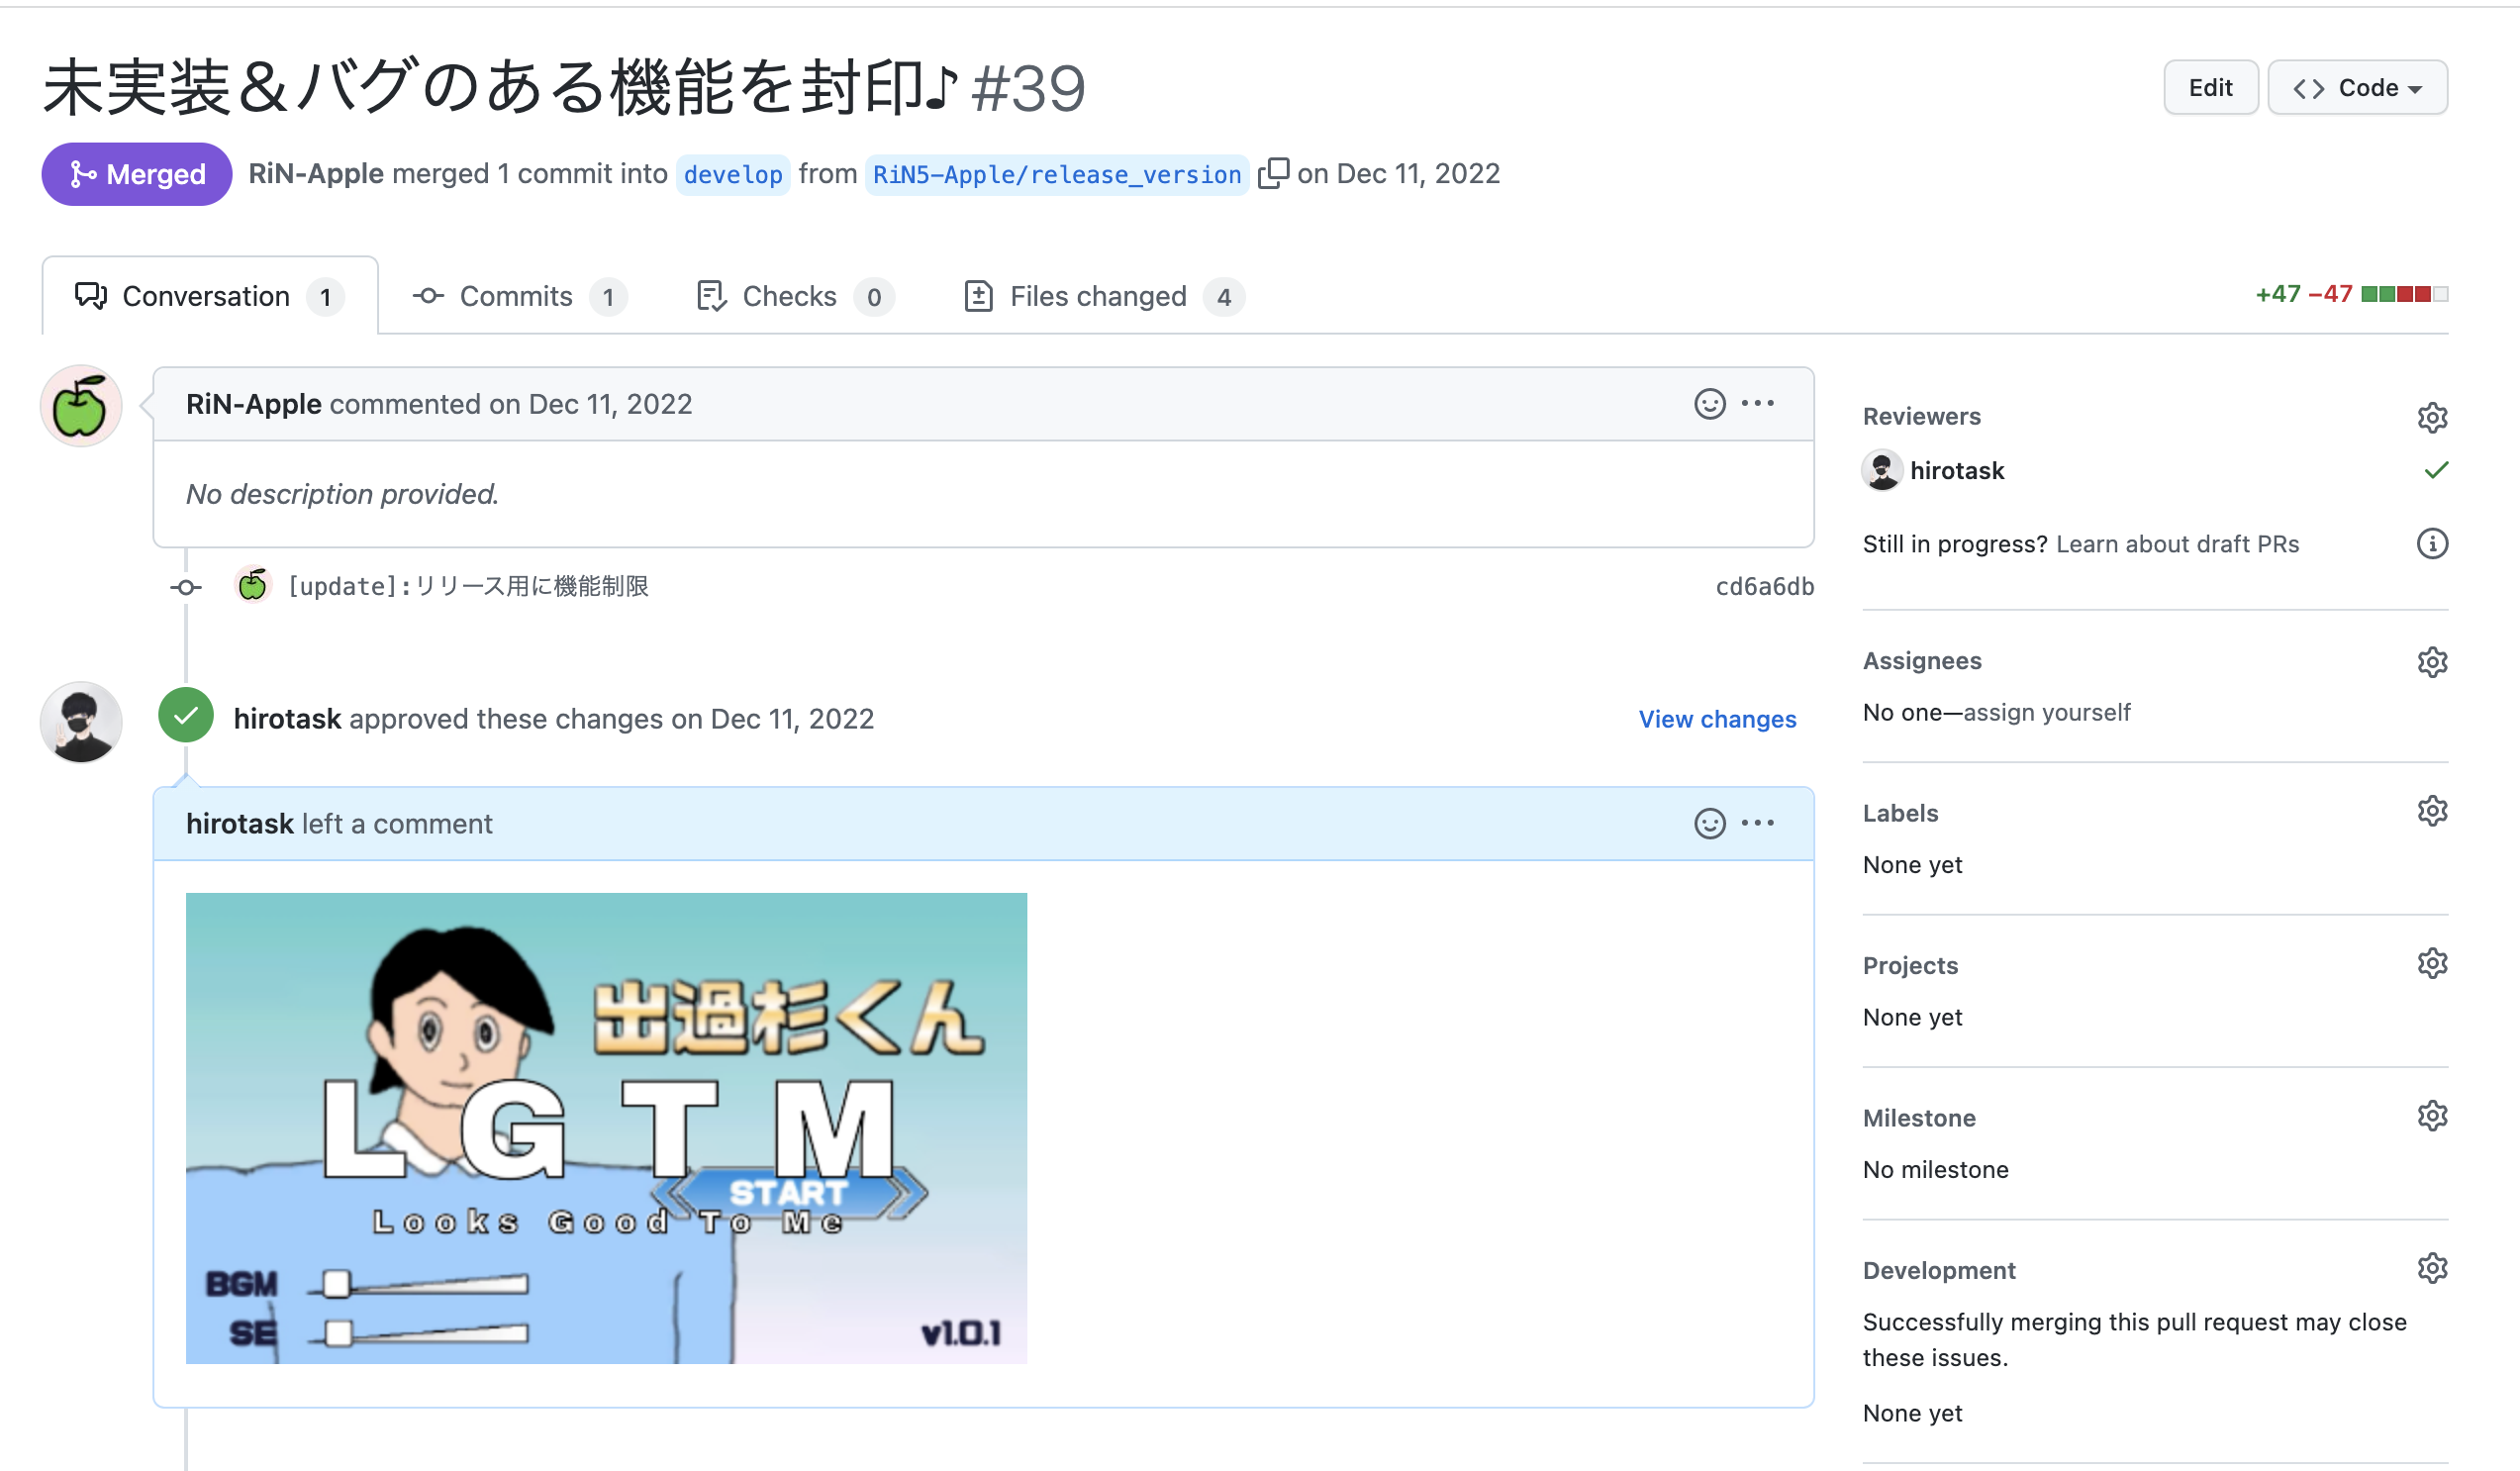 未実装＆バグのある機能を封印♪ #39
Edit
Code
Merged
RiN-Apple merged 1 commit into develop from RiN5-Apple/release_version on Dec 11, 2022
Conversation 1
Commits 1
Checks 0
Files changed 4
+47 −47
RiN-Apple commented on Dec 11, 2022
No description provided.
[update]:リリース用に機能制限
cd6a6db
hirotask approved these changes on Dec 11, 2022
View changes
hirotask left a comment
出過杉くん
LGTM
START
Looks Good To Me
BGM
SE
v1.0.1
Reviewers
hirotask
Still in progress? Learn about draft PRs
Assignees
No one—assign yourself
Labels
None yet
Projects
None yet
Milestone
No milestone
Development
Successfully merging this pull request may close
these issues.
None yet